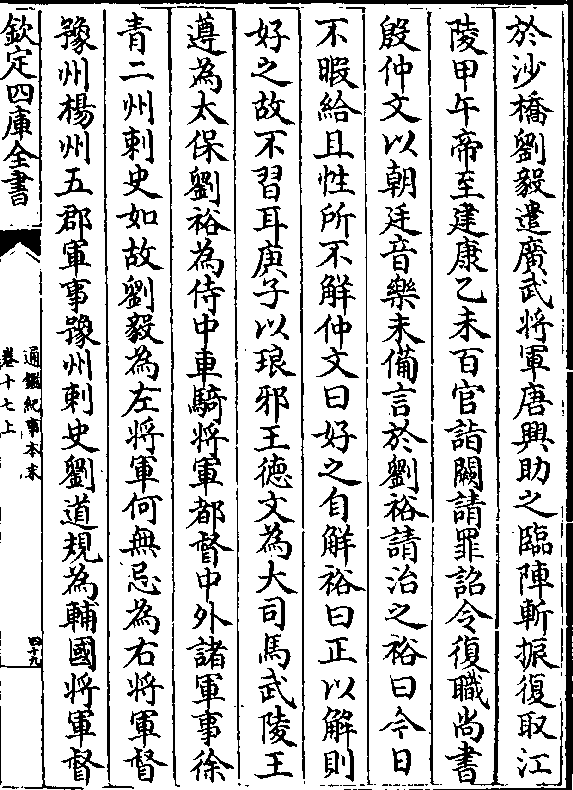 於沙橋劉毅遣廣武将軍唐興助之臨陣斬振復取江
陵甲午帝至建康乙未百官詣闕請罪詔令復職尚書
殷仲文以朝廷音樂未備言於劉裕請治之裕曰今日
不暇給且性所不解仲文曰好之自解裕曰正以解則
好之故不習耳庚子以琅邪王徳文為大司馬武陵王
遵為太保劉裕為侍中車騎将軍都督中外諸軍事徐
青二州刺史如故劉毅為左将軍何無忌為右将軍督
豫州楊州五郡軍事豫州刺史劉道規為輔國将軍督
欽定四庫全書
通鑑紀事本末
卷十七上
四十九